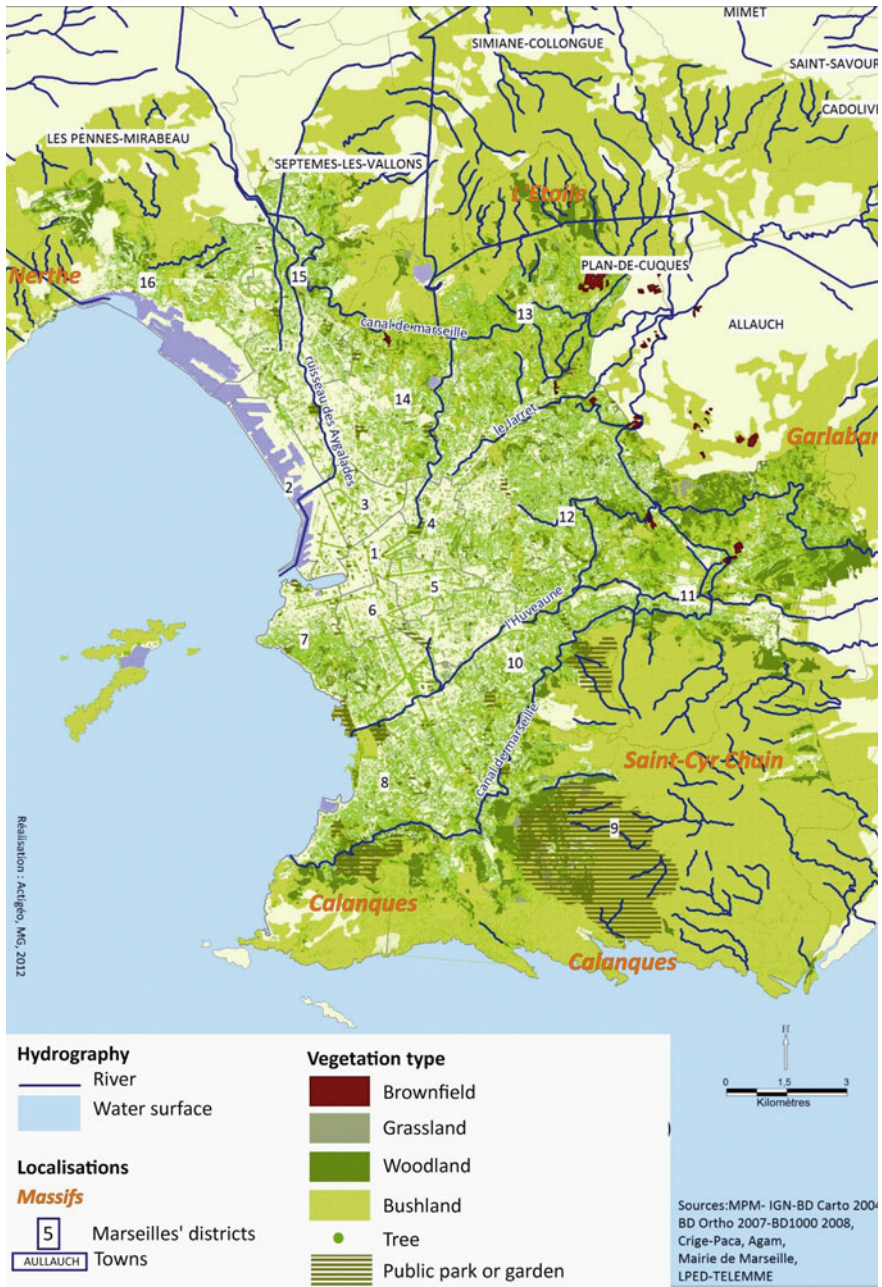 MIMET
SIMIANE-COLLONGUE
SAINT-SAVOUR
CADOLIVE
LES PENNES-MIRABEAU
SEPTEMES-LES-VALLONS
L'Etoile
PLAN-DE-CUQUES
Nerthe
16
15
13
canal de marseille
ALLAUCH
ruisseau des Aygalades
14
le Jarret
Garlaban
2
3
4
12
1
5
11
6
l'Huveaune
7
10
canal de marseille
Saint-Cyr Chain
8
9
Calanques
Calanques
Réalisation : Actigéo, MG, 2012
Hydrography
River
Water surface
Localisations
Massifs
5 Marseilles' districts
AULLAUCH Towns
Vegetation type
Brownfield
Grassland
Woodland
Bushland
Tree
Public park or garden
0 1,5 3
Kilomètres
Sources:MPM- IGN-BD Carto 2004
BD Ortho 2007-BD1000 2008,
Crige-Paca, Agam,
Mairie de Marseille,
LPED-TELEMME